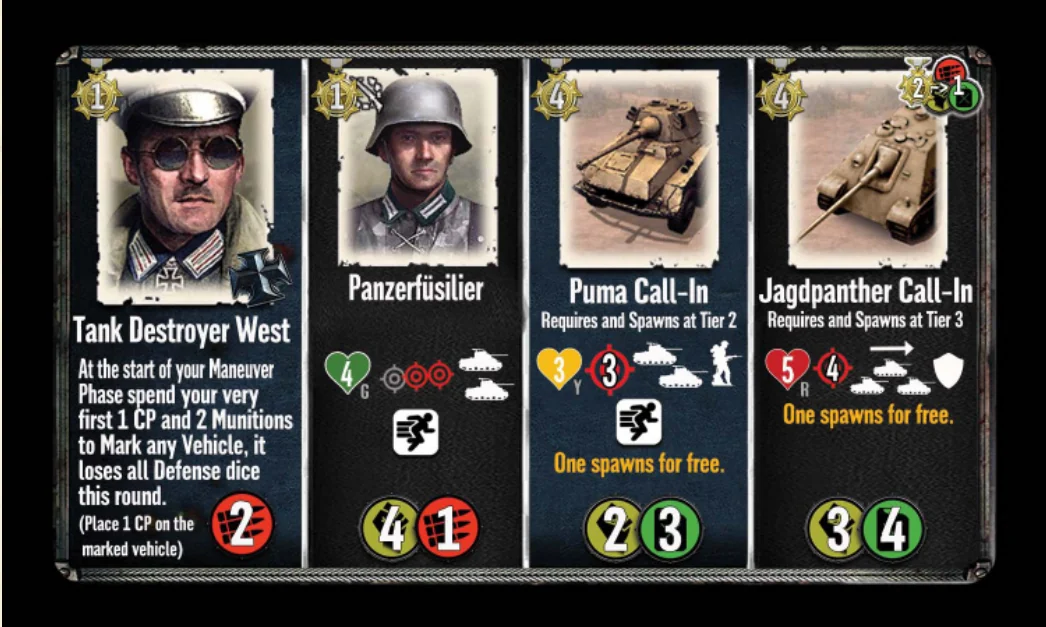 1
Tank Destroyer West
At the start of your Maneuver
Phase spend your very
first 1 CP and 2 Munitions
to Mark any Vehicle, it
loses all Defense dice
this round.
(Place 1 CP on the
marked vehicle)
2
1
Panzerfüsilier
4
G
4 1
4
Puma Call-In
Requires and Spawns at Tier 2
3
Y
3
One spawns for free.
2 3
4
2->1
Jagdpanther Call-In
Requires and Spawns at Tier 3
5
R
4
One spawns for free.
3 4